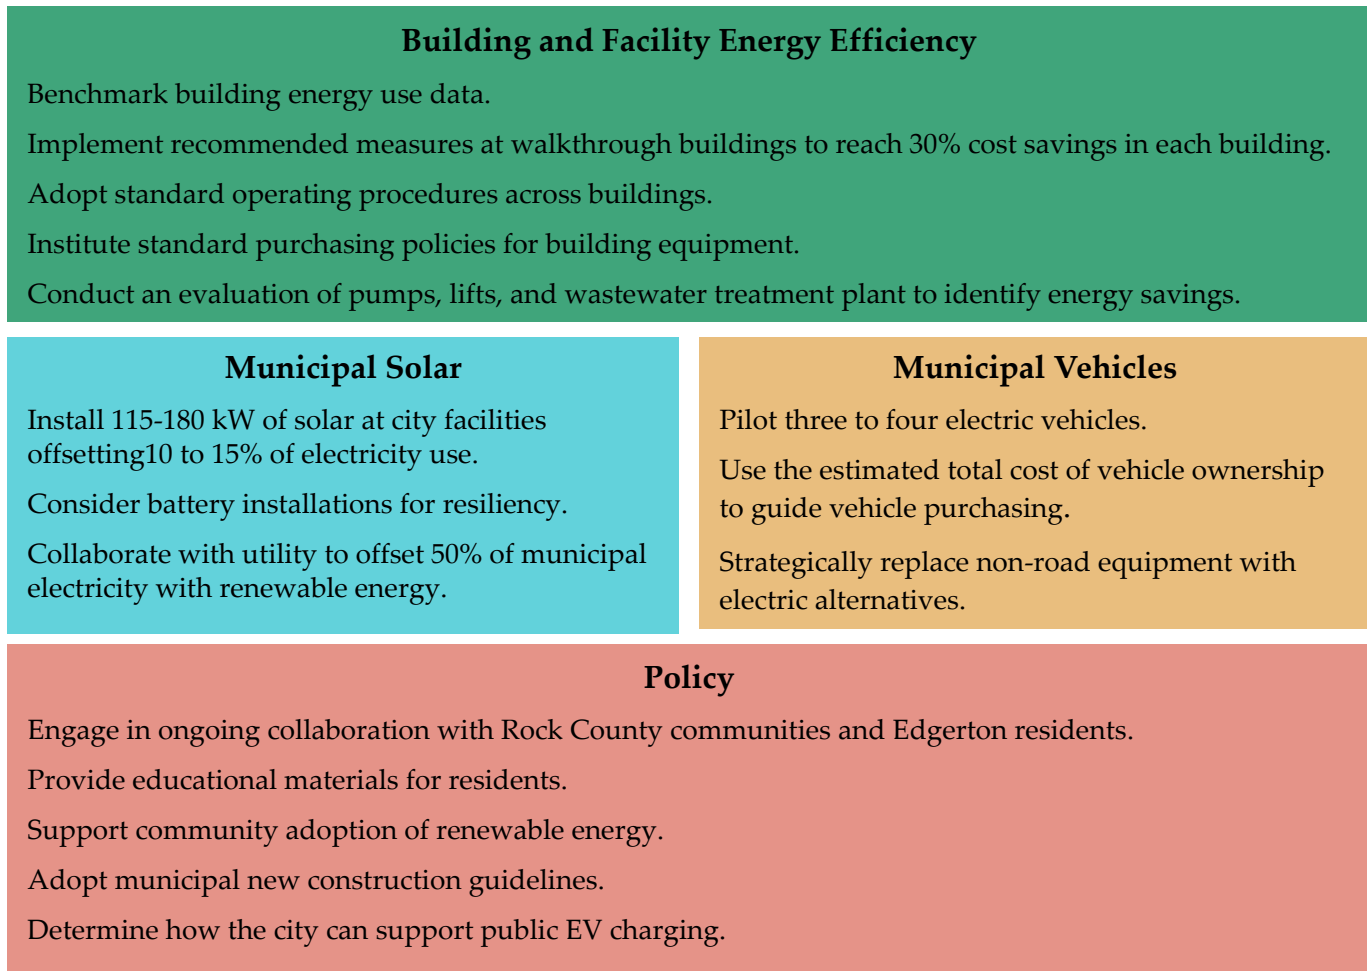 Building and Facility Energy Efficiency
Benchmark building energy use data.
Implement recommended measures at walkthrough buildings to reach 30% cost savings in each building.
Adopt standard operating procedures across buildings.
Institute standard purchasing policies for building equipment.
Conduct an evaluation of pumps, lifts, and wastewater treatment plant to identify energy savings.
Municipal Solar
Install 115-180 kW of solar at city facilities
offsetting10 to 15% of electricity use.
Consider battery installations for resiliency.
Collaborate with utility to offset 50% of municipal
electricity with renewable energy.
Municipal Vehicles
Pilot three to four electric vehicles.
Use the estimated total cost of vehicle ownership
to guide vehicle purchasing.
Strategically replace non-road equipment with
electric alternatives.
Policy
Engage in ongoing collaboration with Rock County communities and Edgerton residents.
Provide educational materials for residents.
Support community adoption of renewable energy.
Adopt municipal new construction guidelines.
Determine how the city can support public EV charging.